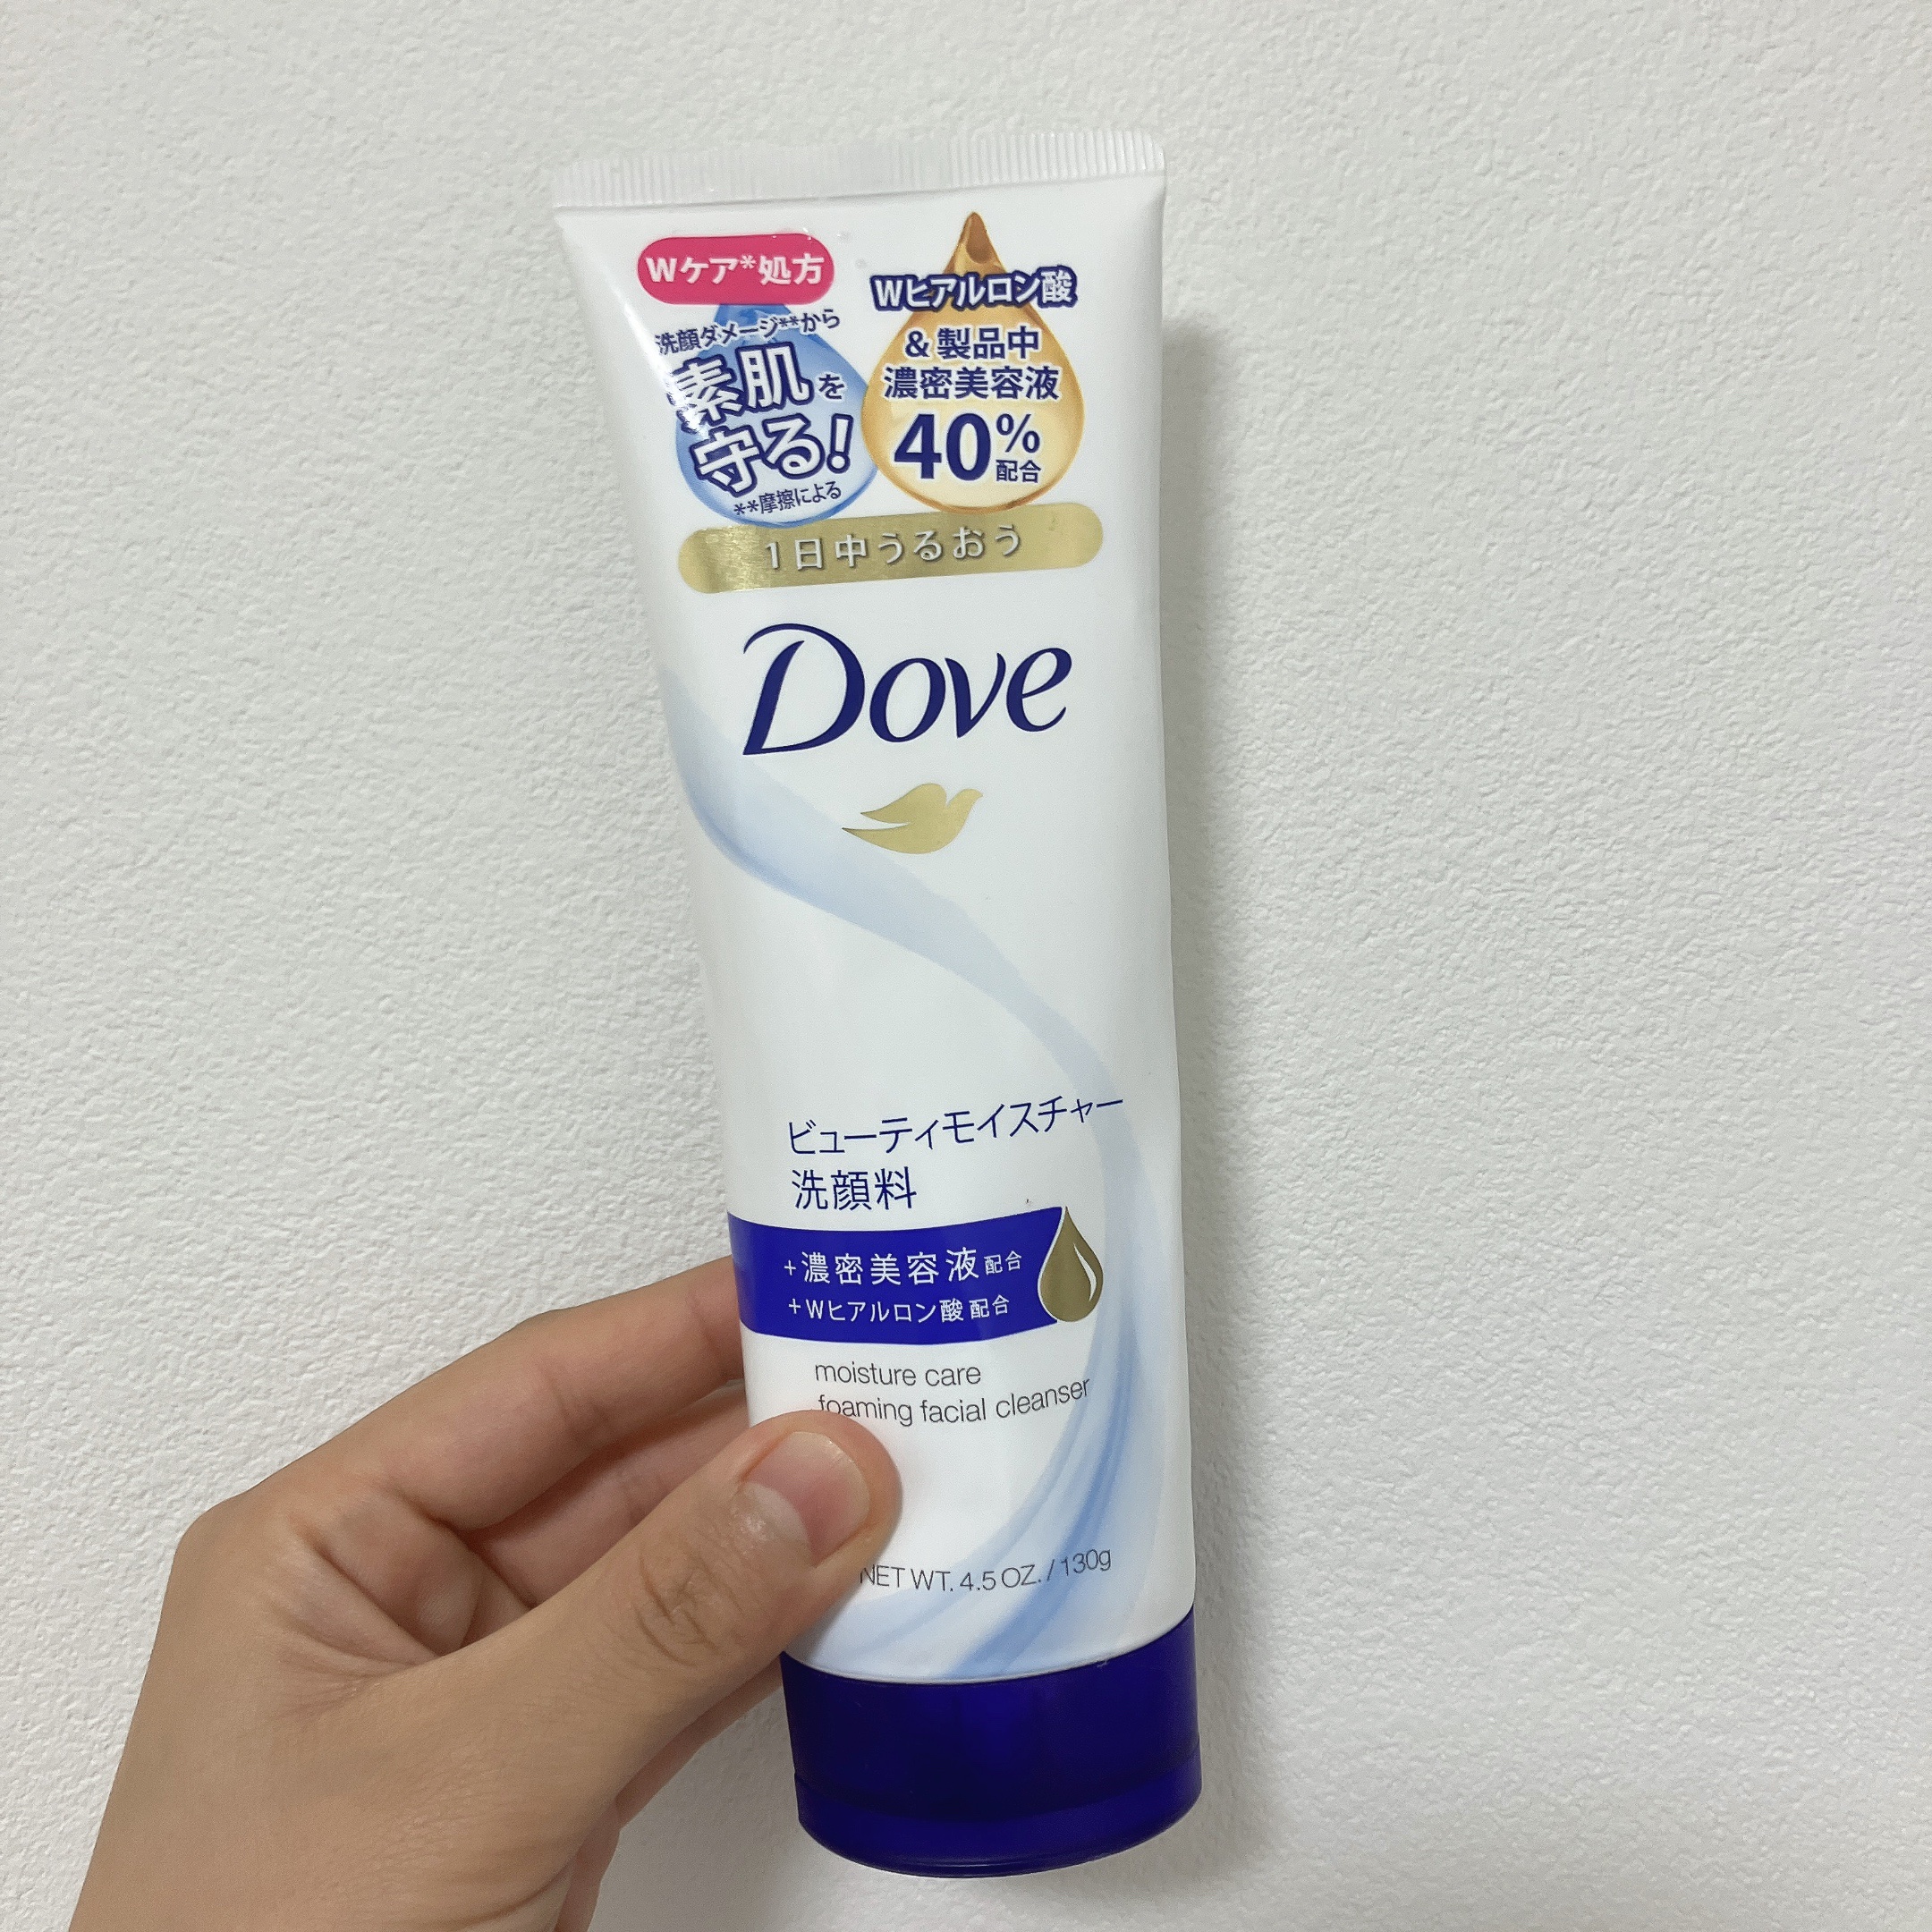 Wケア*処方
洗顔ダメージ**から
素肌を
守る!
**摩擦による
Wヒアルロン酸
&製品中
濃密美容液
40%
配合
1日中うるおう
Dove
ビューティモイスチャー
洗顔料
+濃密美容液配合
+Wヒアルロン酸配合
moisture care
foaming facial cleanser
NET WT. 4.5 OZ. / 130g